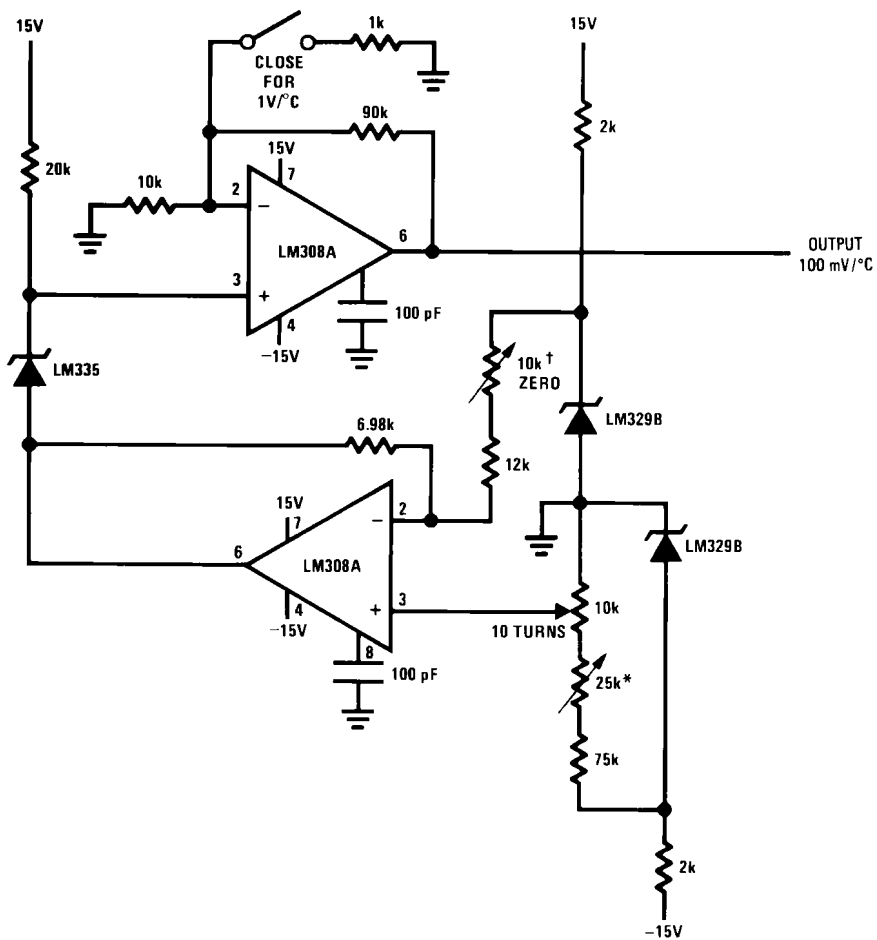 15V
15V
1k
CLOSE
FOR
1V/°C
90k
2k
20k
15V
10k
7
2
−
LM308A
6
OUTPUT
100 mV/°C
3
+
4
−15V
100 pF
10k†
ZERO
LM335
LM329B
6.98k
12k
15V
7
2
−
LM329B
6
LM308A
+
3
10k
4
−15V
10 TURNS
8
100 pF
25k*
75k
2k
−15V